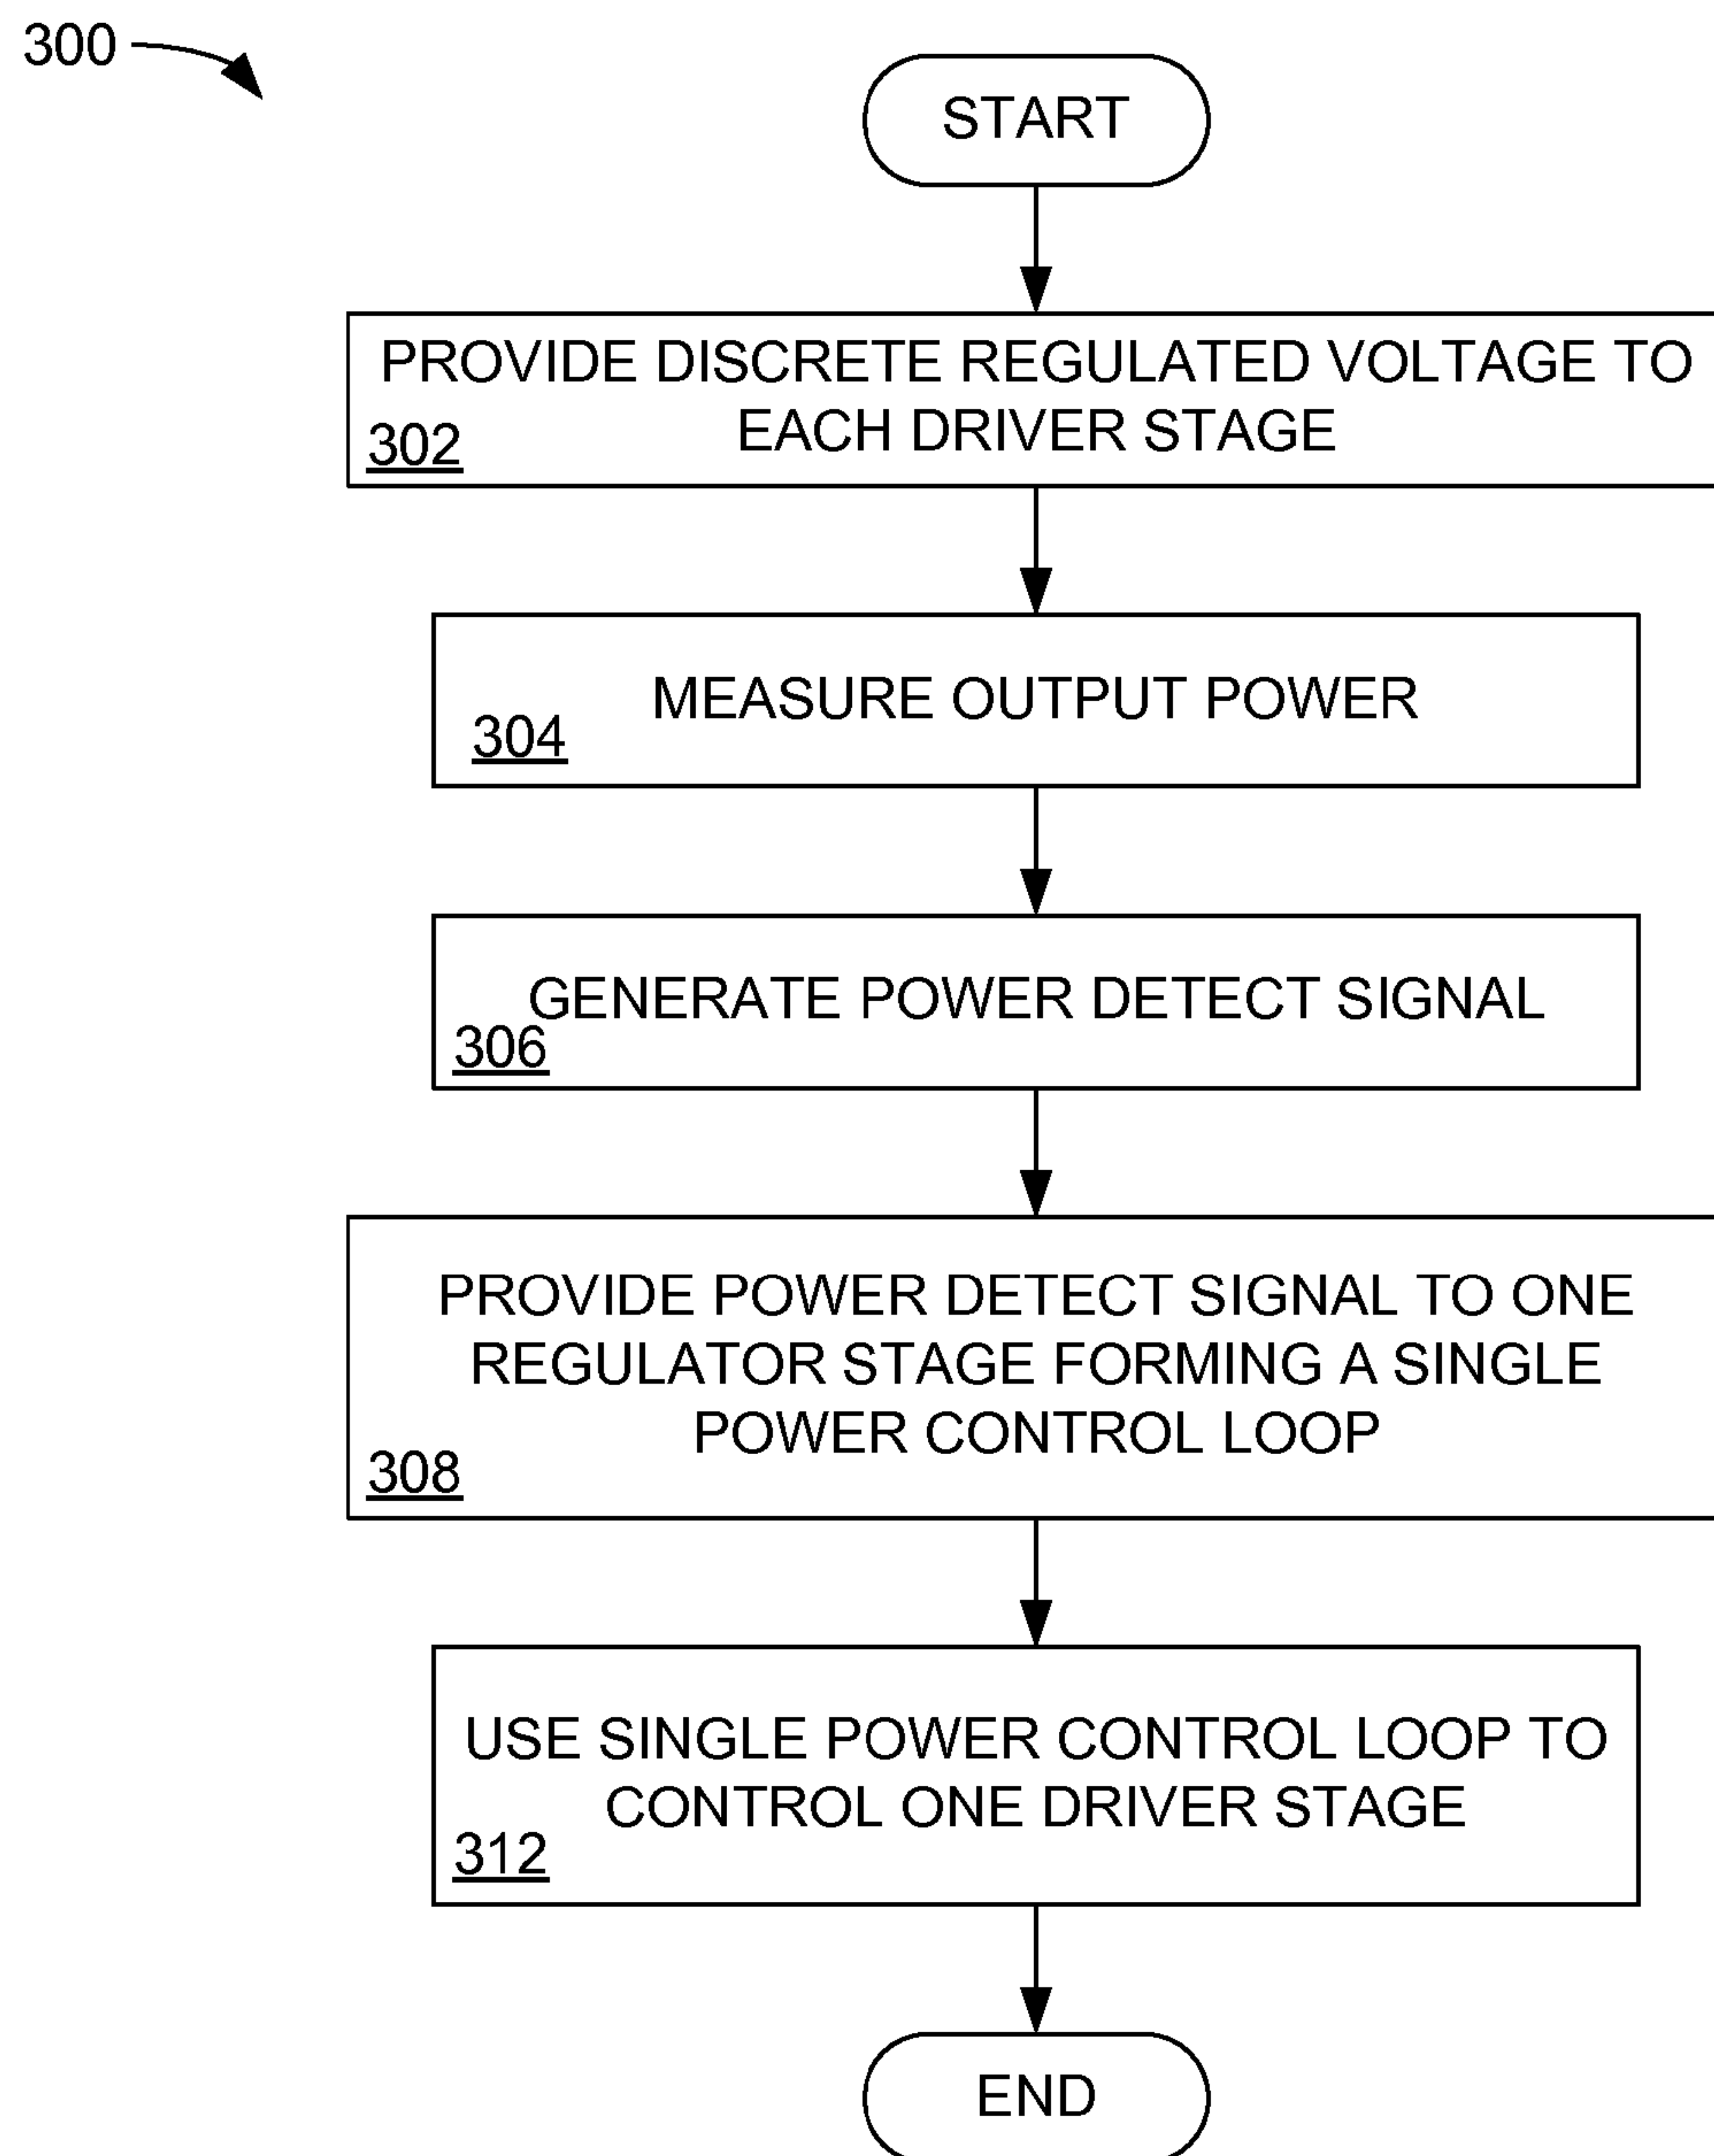 300
START
PROVIDE DISCRETE REGULATED VOLTAGE TO
EACH DRIVER STAGE
302
MEASURE OUTPUT POWER
304
GENERATE POWER DETECT SIGNAL
306
PROVIDE POWER DETECT SIGNAL TO ONE
REGULATOR STAGE FORMING A SINGLE
POWER CONTROL LOOP
308
USE SINGLE POWER CONTROL LOOP TO
CONTROL ONE DRIVER STAGE
312
END